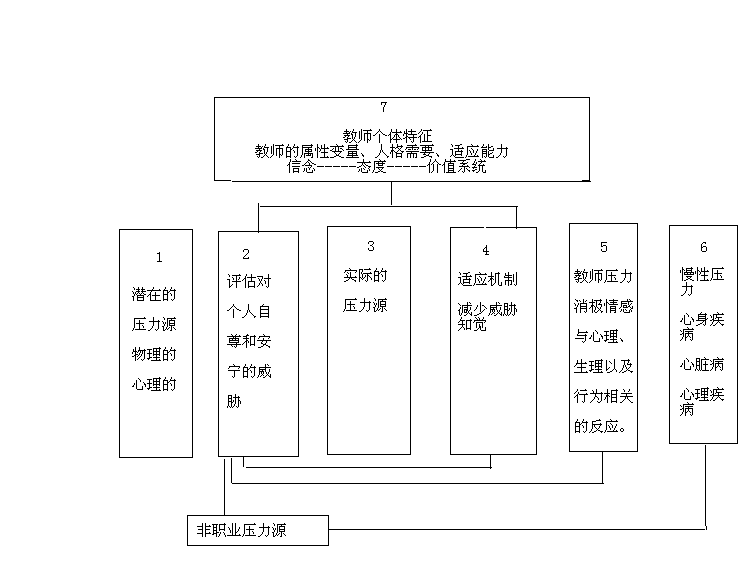 7
教师个体特征
教师的属性变量、人格需要、适应能力
信念-----态度-----价值系统
1
潜在的
压力源
物理的
心理的
2
评估对
个人自
尊和安
宁的威
胁
3
实际的
压力源
4
适应机制
减少威胁
知觉
5
教师压力
消极情感
与心理、
生理以及
行为相关
的反应。
6
慢性压
力
心身疾
病
心脏病
心理疾
病
非职业压力源